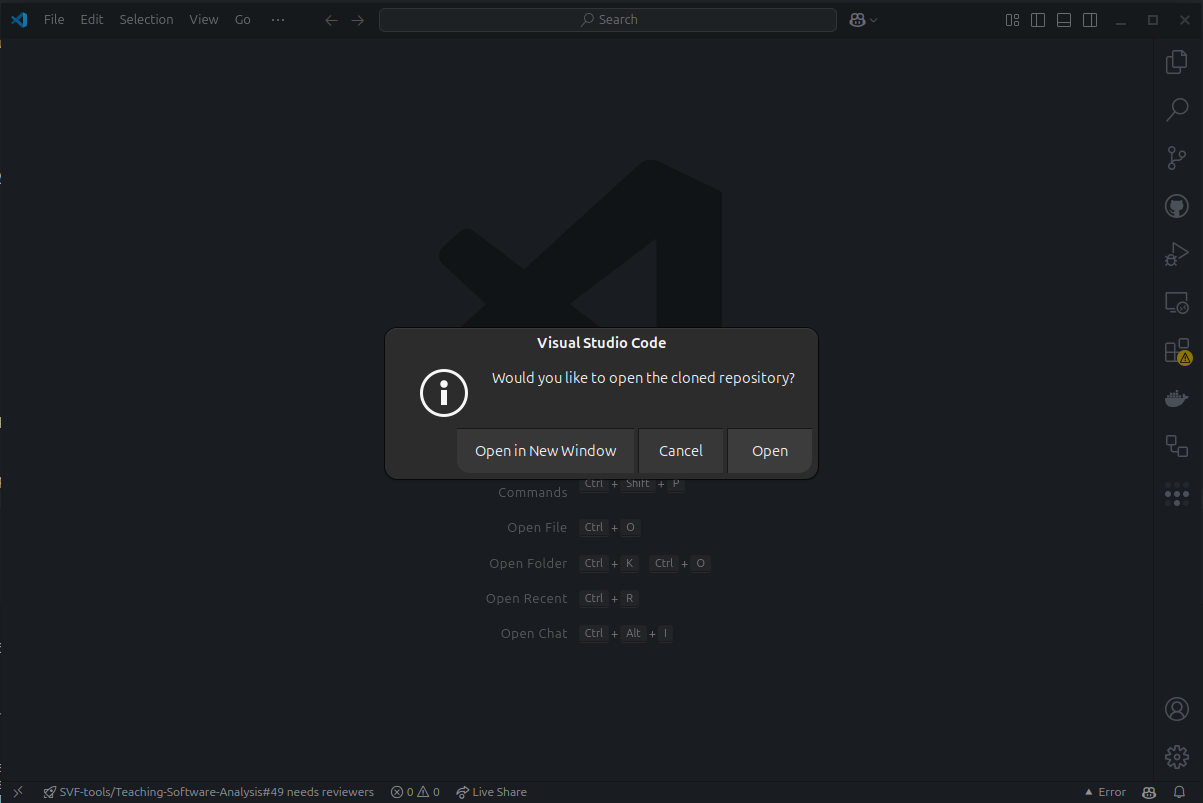 File Edit Selection View Go ··· Search
Visual Studio Code
Would you like to open the cloned repository?
Open in New Window Cancel Open
Commands Ctrl + Shift + P
Open File Ctrl + O
Open Folder Ctrl + K Ctrl + O
Open Recent Ctrl + R
Open Chat Ctrl + Alt + I
SVF-tools/Teaching-Software-Analysis#49 needs reviewers 0 0 Live Share Error